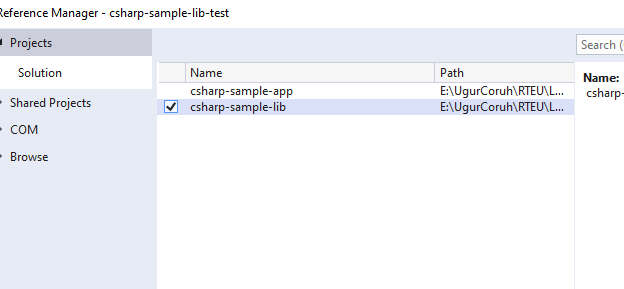 Reference Manager - csharp-sample-lib-test
Projects
Search (
Solution
Name
Path
Name:
csharp-sample-app
E:\UgurCoruh\RTEU\L...
csharp-
Shared Projects
csharp-sample-lib
E:\UgurCoruh\RTEU\L...
COM
Browse